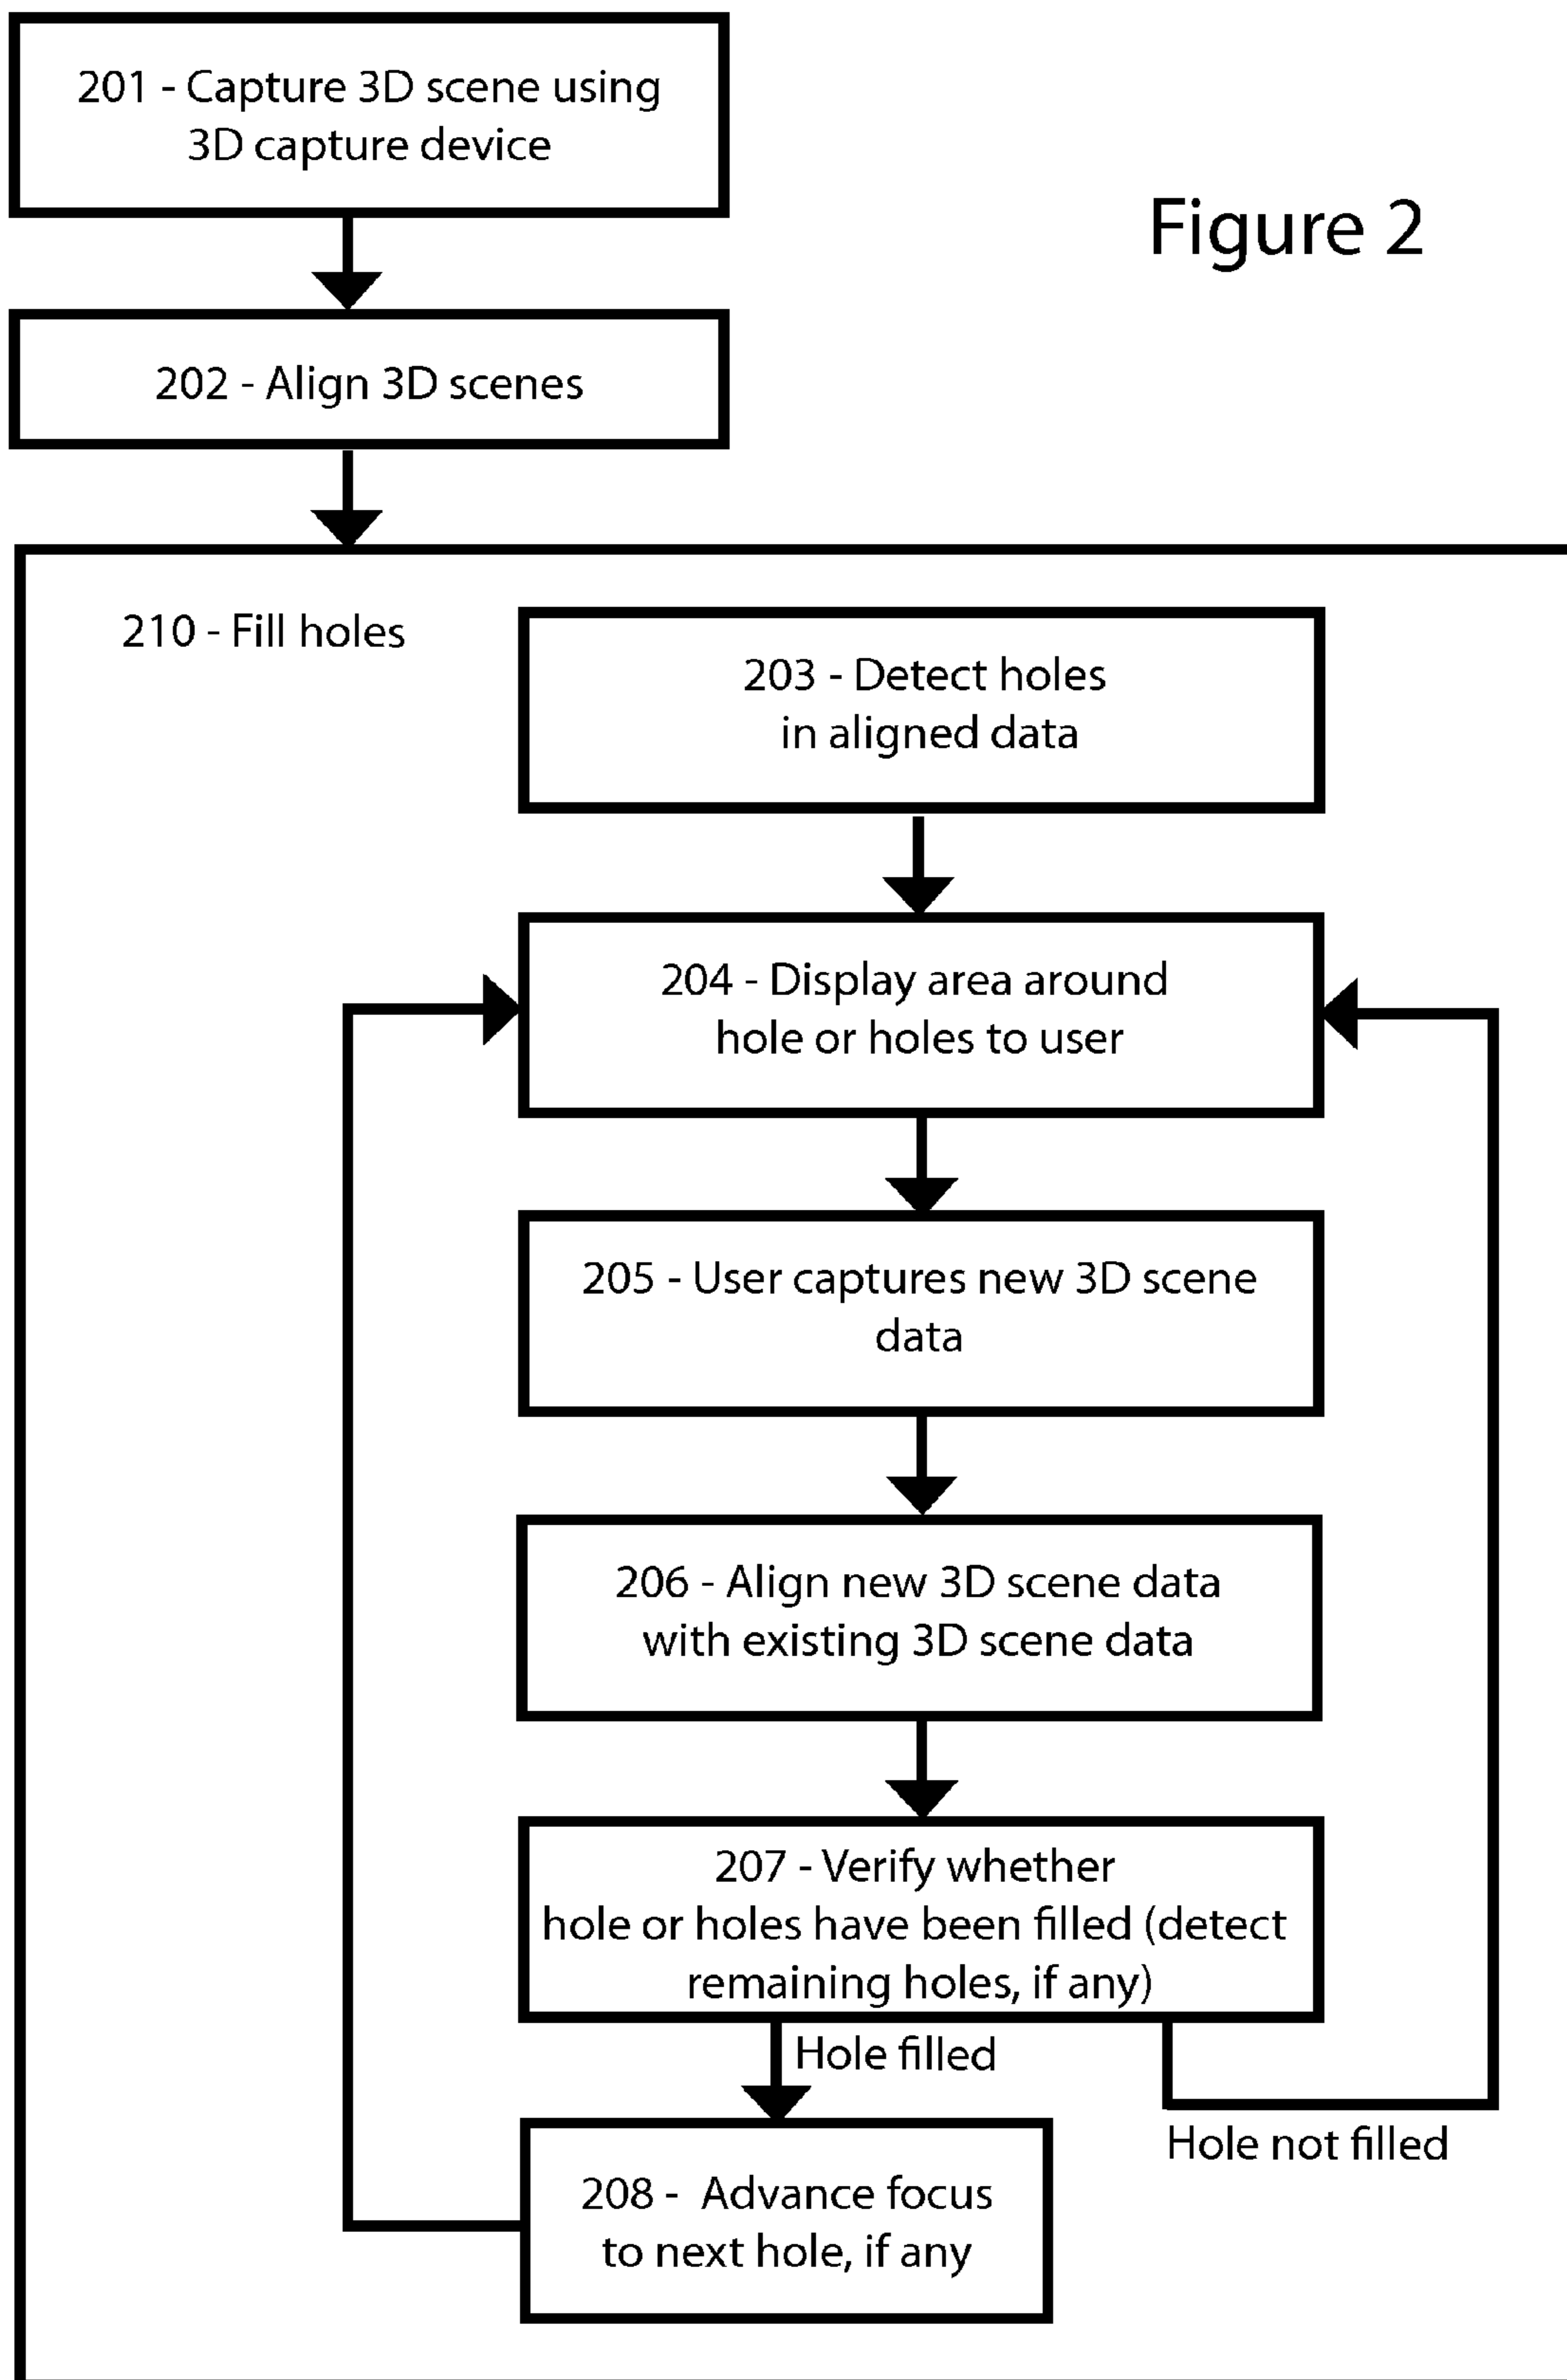 201 - Capture 3D scene using
3D capture device
Figure 2
202 - Align 3D scenes
210 - Fill holes
203 - Detect holes
in aligned data
204 - Display area around
hole or holes to user
205 - User captures new 3D scene
data
206 - Align new 3D scene data
with existing 3D scene data
207 - Verify whether
hole or holes have been filled (detect
remaining holes, if any)
Hole filled
Hole not filled
208 - Advance focus
to next hole, if any